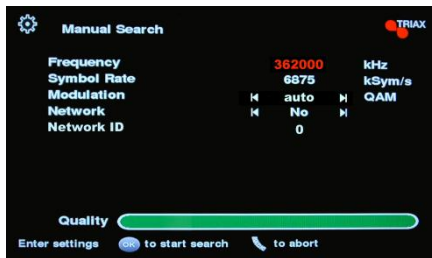 Manual Search
TRIAX
Frequency 362000 kHz
Symbol Rate 6875 kSym/s
Modulation auto QAM
Network No
Network ID 0
Quality
Enter settings OK to start search to abort